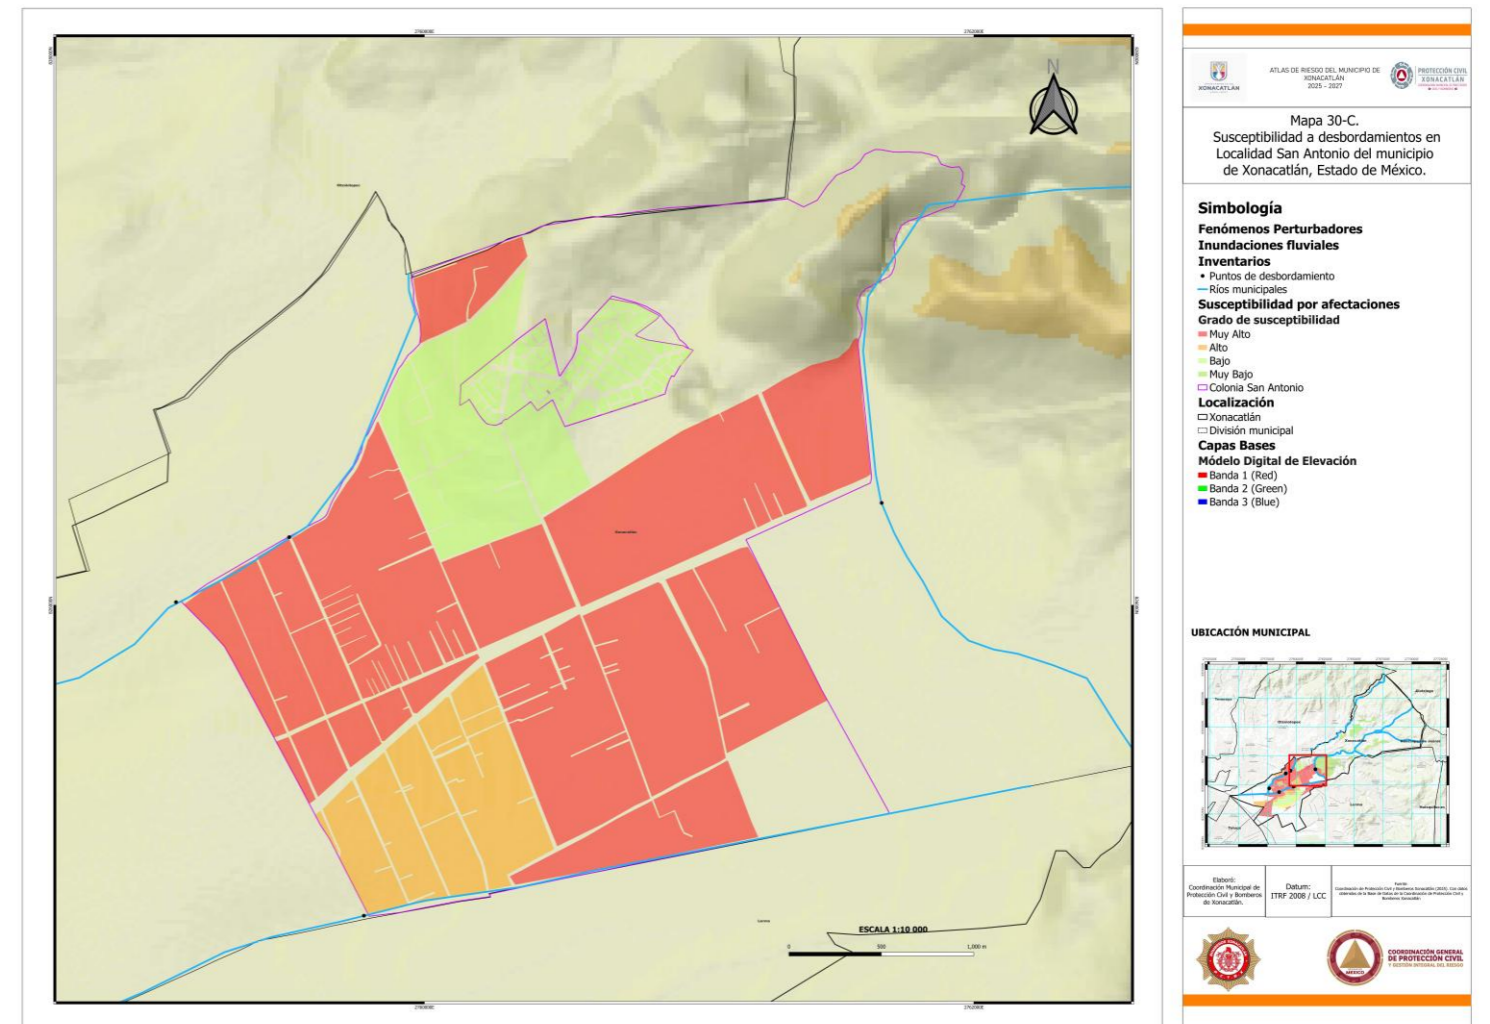 N
ESCALA 1:10 000
0 500 1,000 m
XONACATLÁN
ATLAS DE RIESGO DEL MUNICIPIO DE
XONACATLÁN
2025 - 2027
PROTECCIÓN CIVIL
XONACATLÁN
Mapa 30-C.
Susceptibilidad a desbordamientos en
Localidad San Antonio del municipio
de Xonacatlán, Estado de México.
Simbología
Fenómenos Perturbadores
Inundaciones fluviales
Inventarios
Puntos de desbordamiento
Ríos municipales
Susceptibilidad por afectaciones
Grado de susceptibilidad
Muy Alto
Alto
Bajo
Muy Bajo
Colonia San Antonio
Localización
Xonacatlán
División municipal
Capas Bases
Módelo Digital de Elevación
Banda 1 (Red)
Banda 2 (Green)
Banda 3 (Blue)
UBICACIÓN MUNICIPAL
Elaboró:
Coordinación Municipal de
Protección Civil y Bomberos
de Xonacatlán.
Datum:
ITRF 2008 / LCC
COORDINACIÓN GENERAL
DE PROTECCIÓN CIVIL
Y GESTIÓN INTEGRAL DEL RIESGO